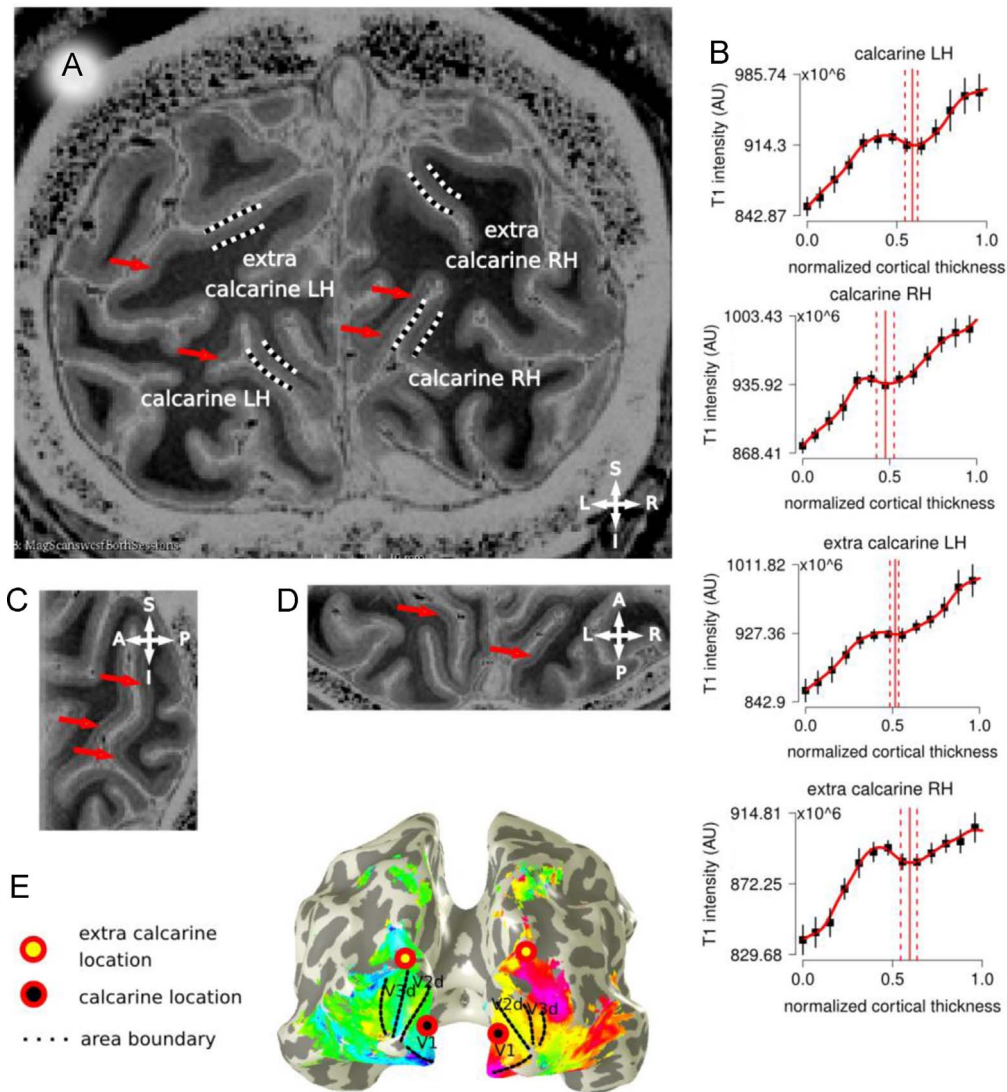 A
extra
calcarine LH
extra
calcarine RH
calcarine LH
calcarine RH
S
L
R
I
B
calcarine LH
985.74
x10^6
914.3
842.87
T1 intensity (AU)
0.0
0.5
1.0
normalized cortical thickness
calcarine RH
1003.43
x10^6
935.92
868.41
T1 intensity (AU)
0.0
0.5
1.0
normalized cortical thickness
extra calcarine LH
1011.82
x10^6
927.36
842.9
T1 intensity (AU)
0.0
0.5
1.0
normalized cortical thickness
extra calcarine RH
914.81
x10^6
872.25
829.68
T1 intensity (AU)
0.0
0.5
1.0
normalized cortical thickness
C
S
A
P
I
D
A
L
R
P
E
extra calcarine
location
calcarine location
area boundary
V3d
V2d
V1
V2d
V3d
V1